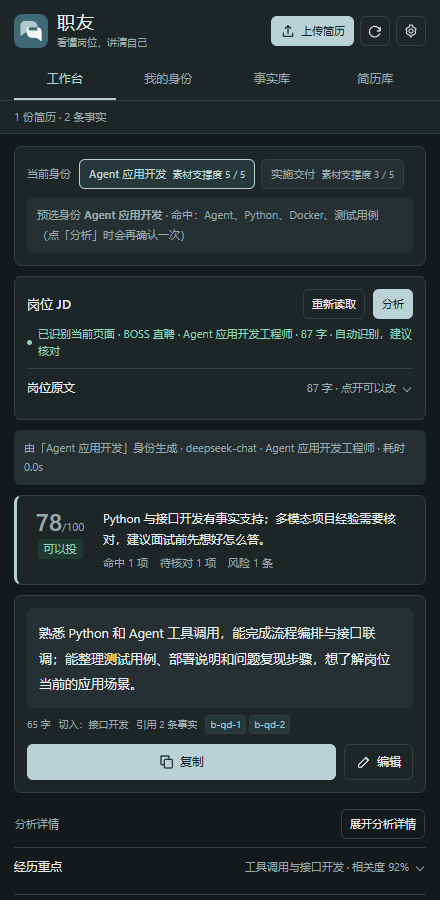 职友
看懂岗位，讲清自己
上传简历
工作台
我的身份
事实库
简历库
1 份简历 · 2 条事实
当前身份
Agent 应用开发 素材支撑度 5 / 5
实施交付 素材支撑度 3 / 5
预选身份 Agent 应用开发 · 命中：Agent、Python、Docker、测试用例
（点「分析」时会再确认一次）
岗位 JD
重新读取
分析
已识别当前页面 · BOSS 直聘 · Agent 应用开发工程师 · 87 字 · 自动识别，建议
核对
岗位原文
87 字 · 点开可以改
由「Agent 应用开发」身份生成 · deepseek-chat · Agent 应用开发工程师 · 耗时
0.0s
78/100
可以投
Python 与接口开发有事实支持；多模态项目经验需要核
对，建议面试前先想好怎么答。
命中 1 项 待核对 1 项 风险 1 条
熟悉 Python 和 Agent 工具调用，能完成流程编排与接口联
调；能整理测试用例、部署说明和问题复现步骤，想了解岗位
当前的应用场景。
65 字 切入：接口开发 引用 2 条事实 b-qd-1 b-qd-2
复制
编辑
分析详情
展开分析详情
经历重点
工具调用与接口开发 · 相关度 92%